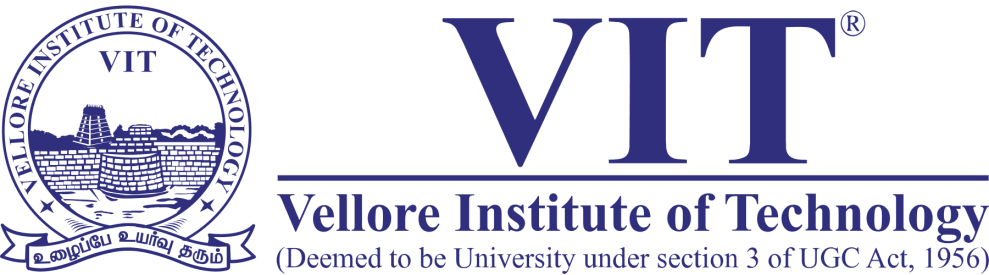 VELLORE INSTITUTE OF TECHNOLOGY
VIT
உழைப்பே உயர்வு தரும்
VIT®
Vellore Institute of Technology
(Deemed to be University under section 3 of UGC Act, 1956)